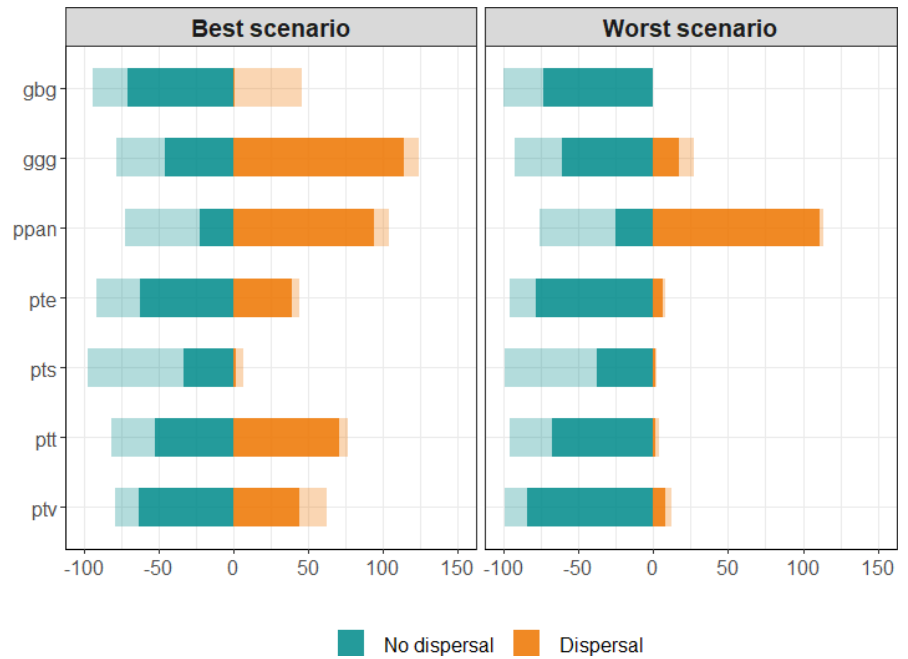 Best scenario
Worst scenario
gbg
ggg
ppan
pte
pts
ptt
ptv
-100 -50 0 50 100 150 -100 -50 0 50 100 150
No dispersal Dispersal